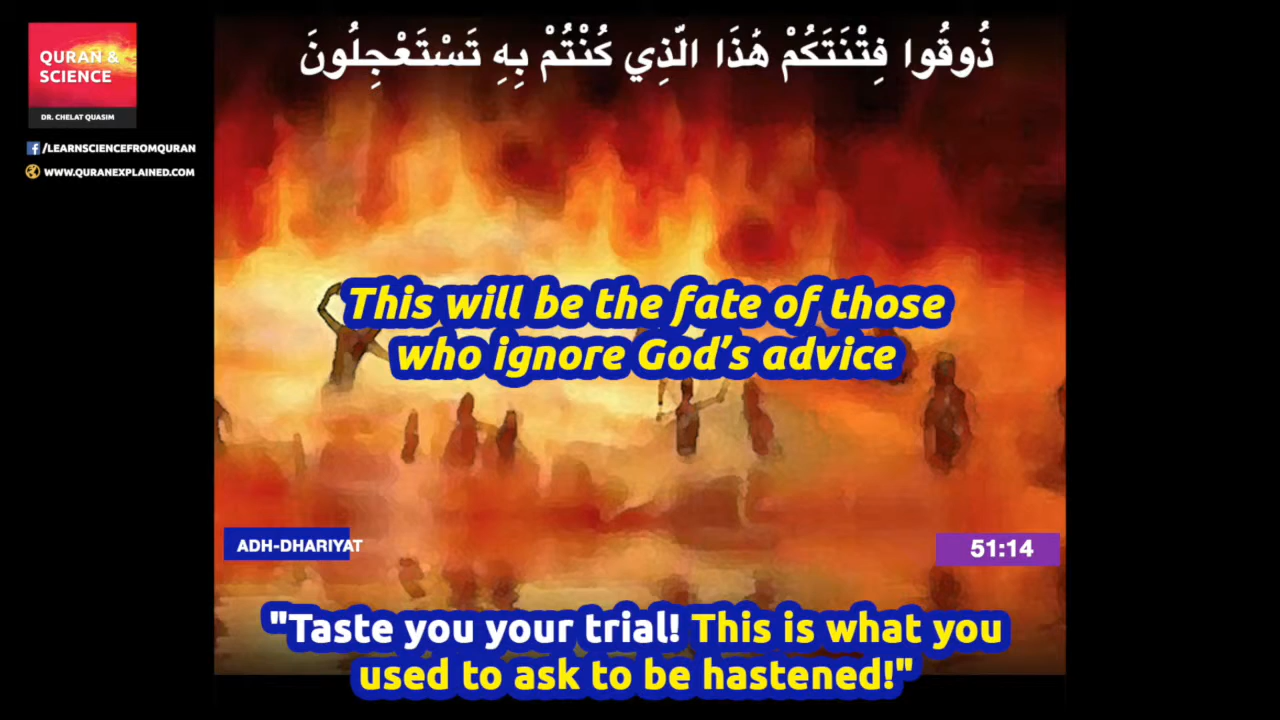 ذُوقُوا فِتْنَتَكُمْ هَٰذَا الَّذِي كُنْتُمْ بِهِ تَسْتَعْجِلُونَ
QURAN &
SCIENCE
DR. CHELAT QUASIM
/LEARNSCIENCEFROMQURAN
WWW.QURANEXPLAINED.COM
This will be the fate of those
who ignore God’s advice
ADH-DHARIYAT
51:14
"Taste you your trial! This is what you
used to ask to be hastened!"